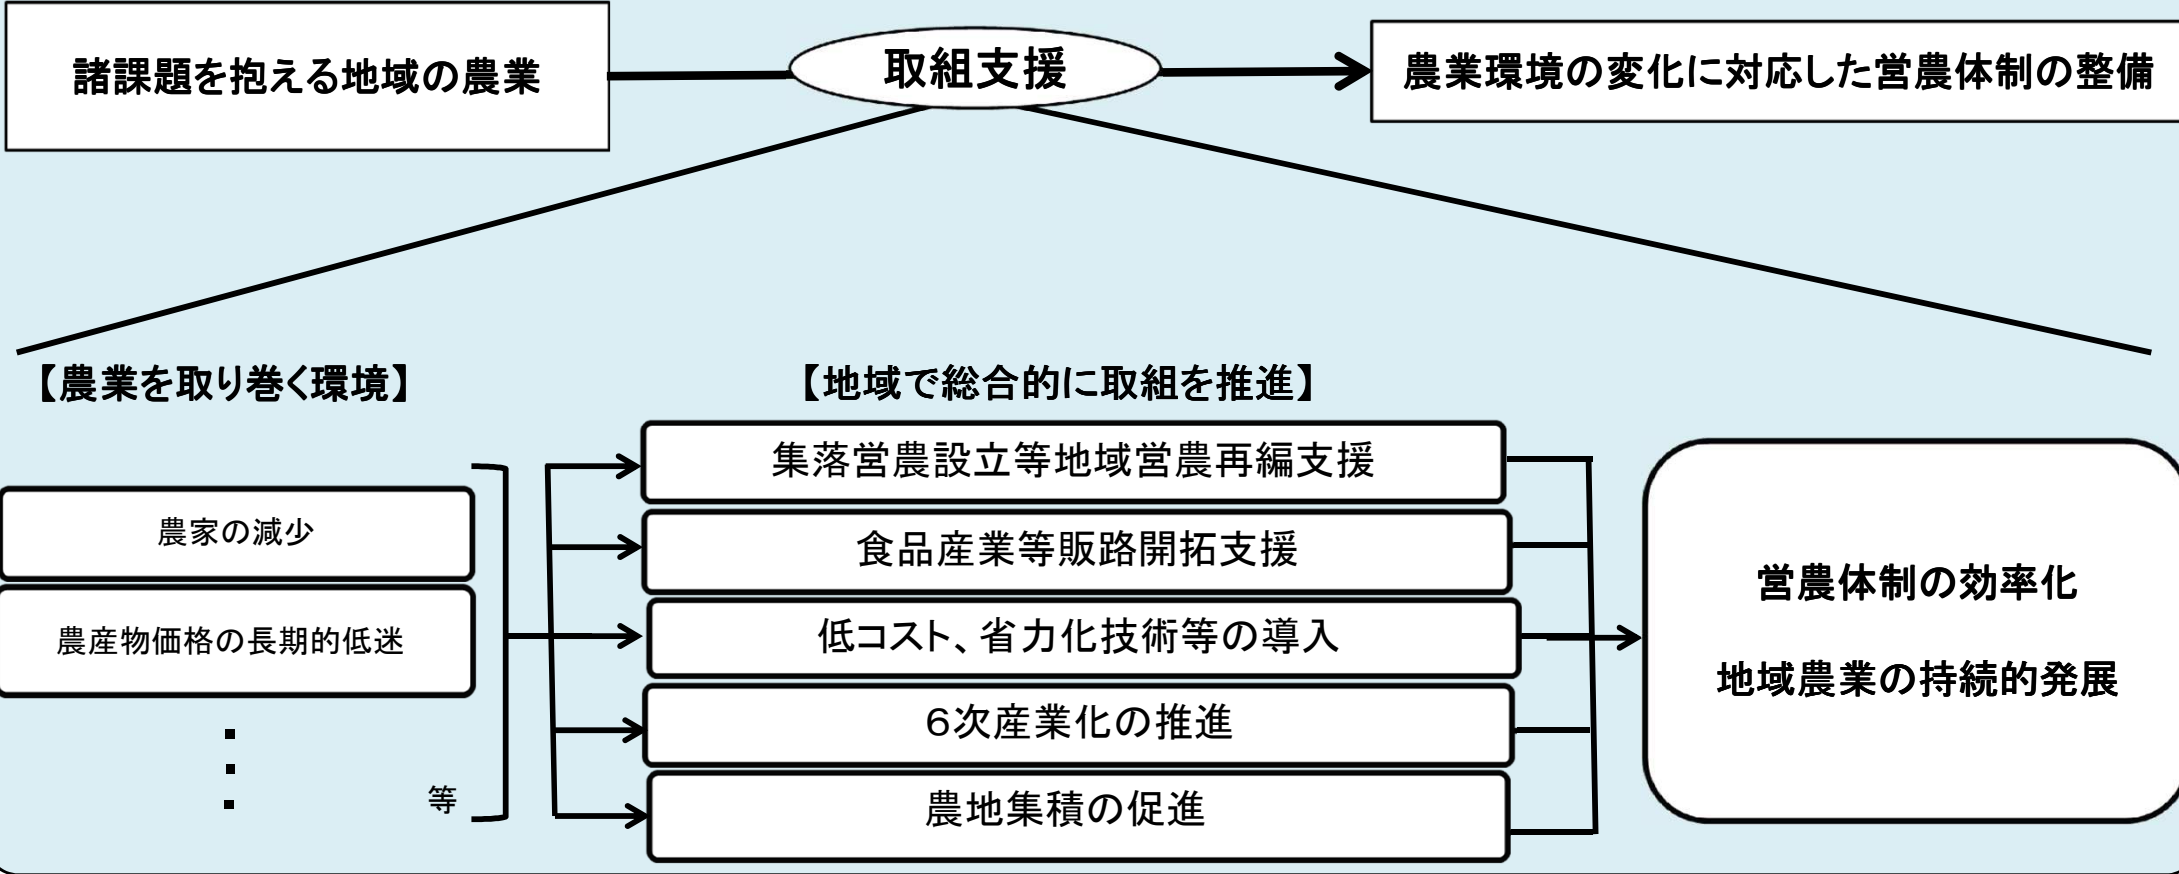 諸課題を抱える地域の農業
取組支援
農業環境の変化に対応した営農体制の整備
【農業を取り巻く環境】
【地域で総合的に取組を推進】
農家の減少
農産物価格の長期的低迷
・
・
・
等
集落営農設立等地域営農再編支援
食品産業等販路開拓支援
低コスト、省力化技術等の導入
６次産業化の推進
農地集積の促進
営農体制の効率化
地域農業の持続的発展